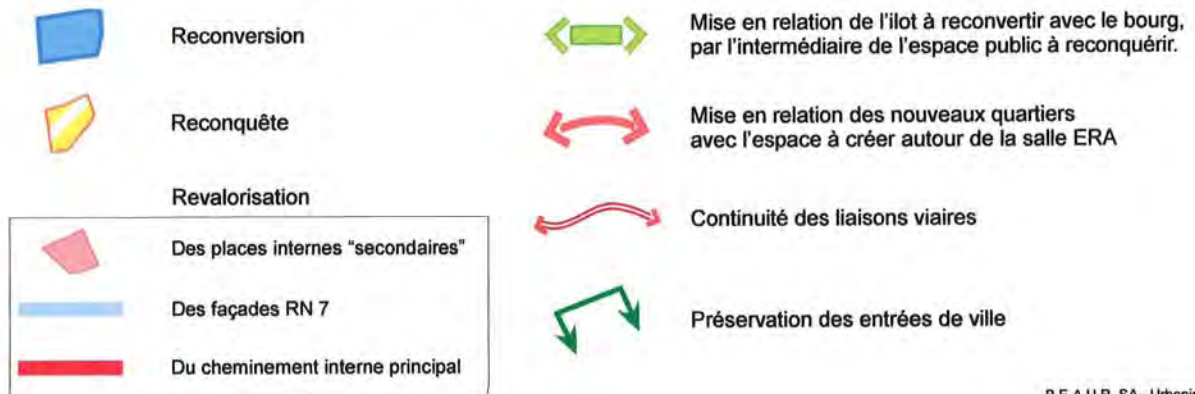 Reconversion
Reconquête
Revalorisation
Des places internes "secondaires"
Des façades RN 7
Du cheminement interne principal
Mise en relation de l'ilot à reconvertir avec le bourg,
par l'intermédiaire de l'espace public à reconquérir.
Mise en relation des nouveaux quartiers
avec l'espace à créer autour de la salle ERA
Continuité des liaisons viaires
Préservation des entrées de ville